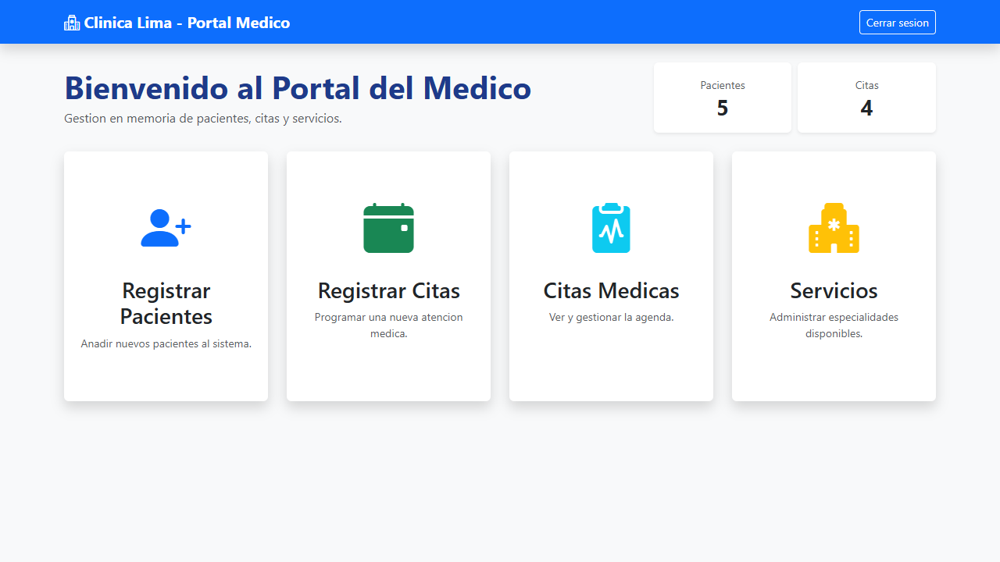 Clinica Lima - Portal Medico
Cerrar sesion
Bienvenido al Portal del Medico
Gestion en memoria de pacientes, citas y servicios.
Pacientes
5
Citas
4
Registrar
Pacientes
Anadir nuevos pacientes al sistema.
Registrar Citas
Programar una nueva atencion
medica.
Citas Medicas
Ver y gestionar la agenda.
Servicios
Administrar especialidades
disponibles.